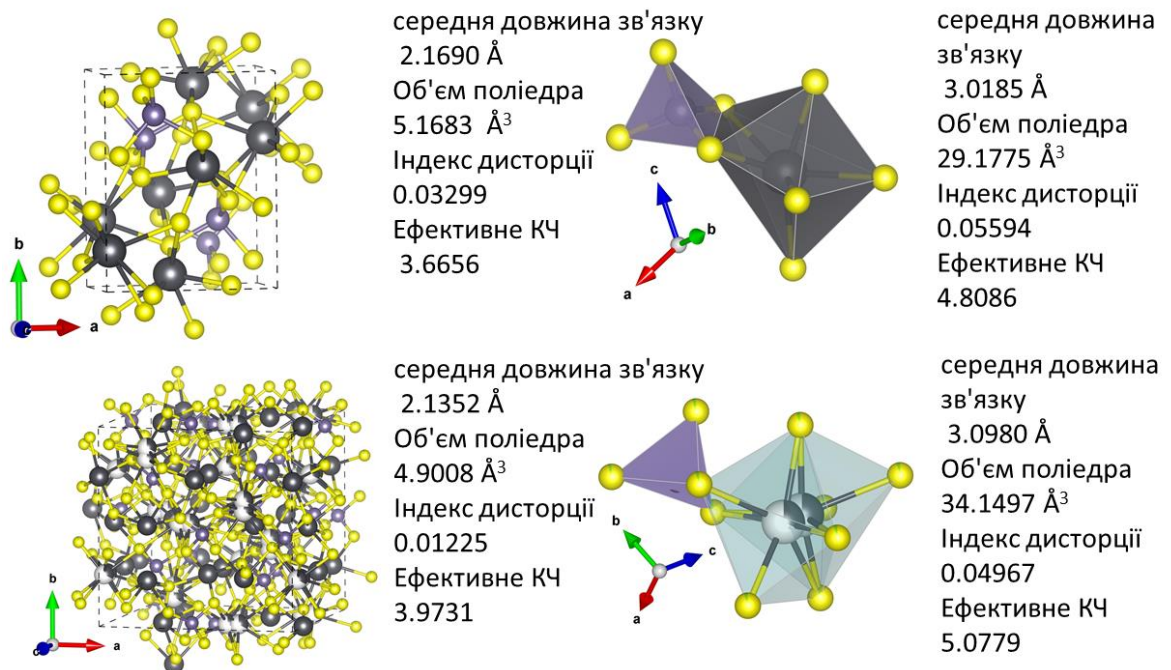 середня довжина зв'язку
2.1690 Å
Об'єм поліедра
5.1683 Å³
Індекс дисторції
0.03299
Ефективне КЧ
3.6656
b
a
c
середня довжина
зв'язку
3.0185 Å
Об'єм поліедра
29.1775 Å³
Індекс дисторції
0.05594
Ефективне КЧ
4.8086
c
b
a
середня довжина зв'язку
2.1352 Å
Об'єм поліедра
4.9008 Å³
Індекс дисторції
0.01225
Ефективне КЧ
3.9731
b
c
a
середня довжина
зв'язку
3.0980 Å
Об'єм поліедра
34.1497 Å³
Індекс дисторції
0.04967
Ефективне КЧ
5.0779
b
c
a